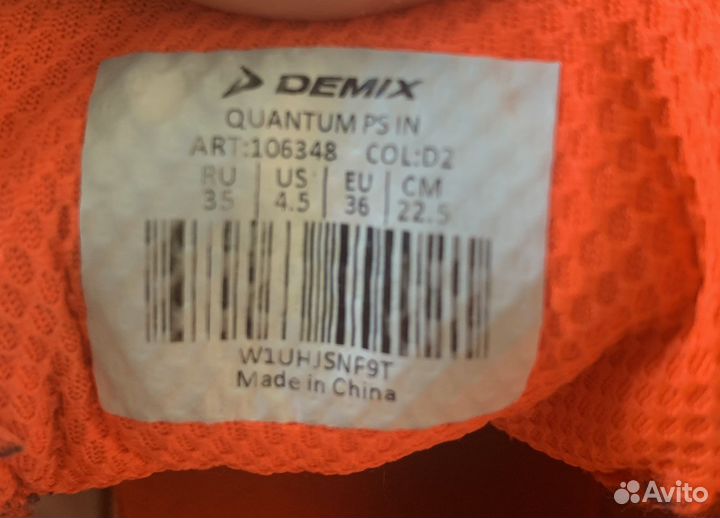 DEMIX
QUANTUM PS IN
ART:106348 COL:D2
RU US EU CM
35 4.5 36 22.5
W1UHJSNF9T
Made in China
Avito